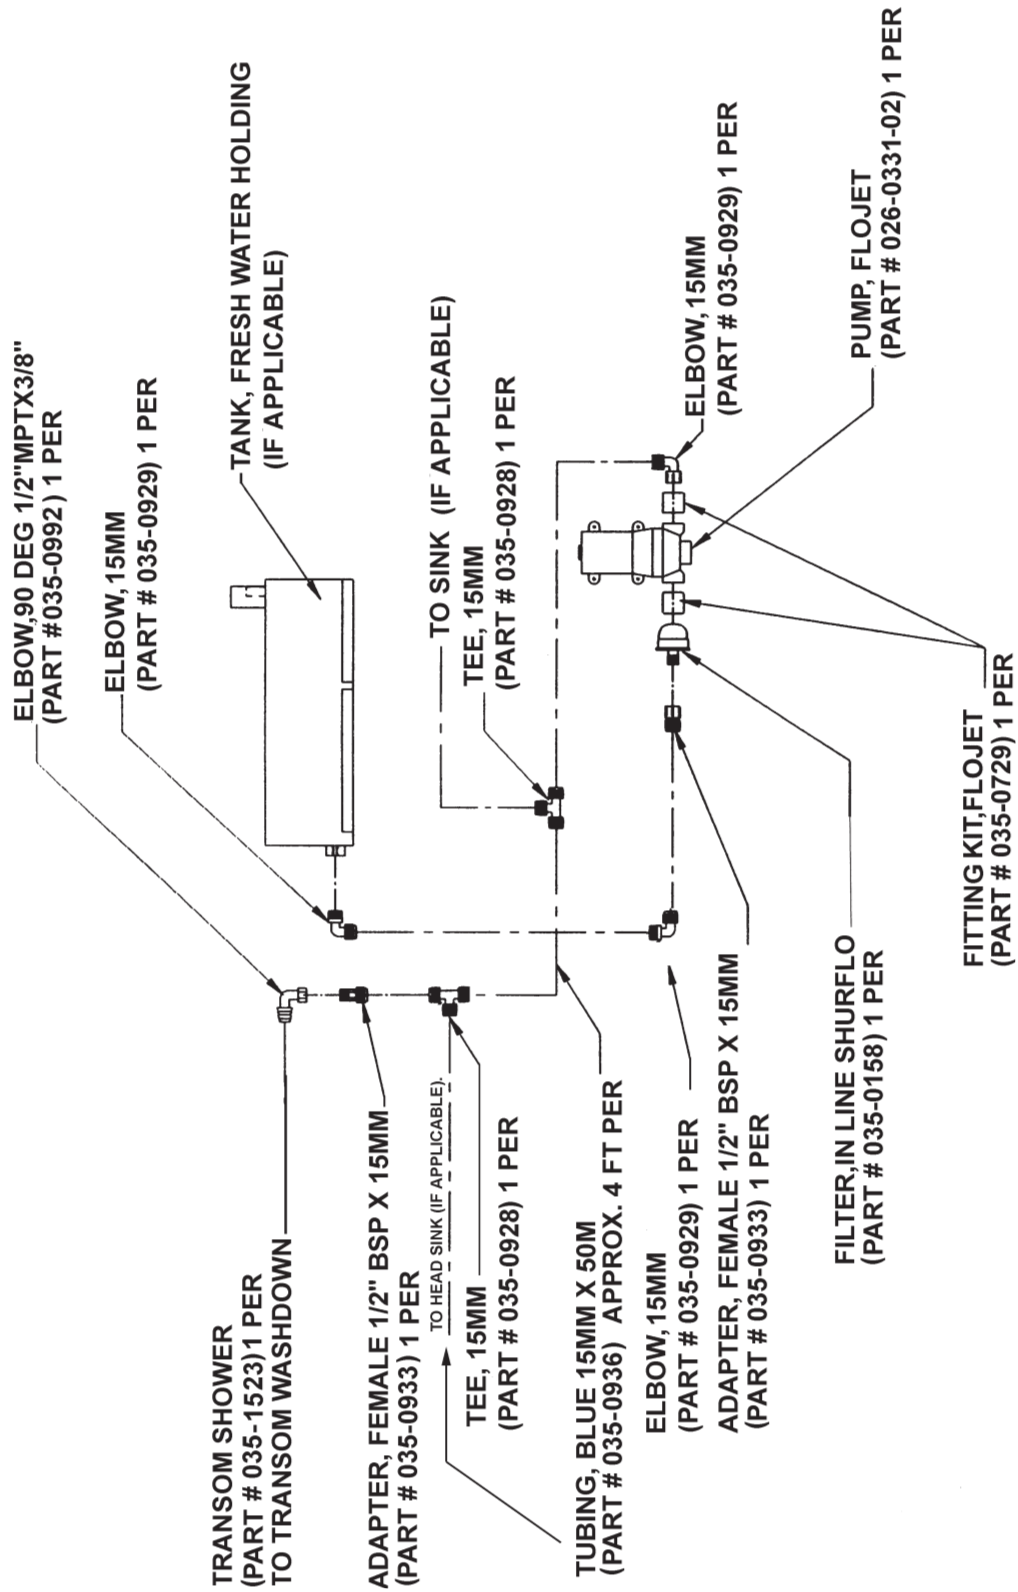 ELBOW,90 DEG 1/2"MPTX3/8"
(PART #035-0992) 1 PER
ELBOW,15MM
(PART # 035-0929) 1 PER
TANK, FRESH WATER HOLDING
(IF APPLICABLE)
TO SINK (IF APPLICABLE)
TEE, 15MM
(PART # 035-0928) 1 PER
ELBOW,15MM
(PART # 035-0929) 1 PER
PUMP, FLOJET
(PART # 026-0331-02) 1 PER
TRANSOM SHOWER
(PART # 035-1523)1 PER
TO TRANSOM WASHDOWN
ADAPTER, FEMALE 1/2" BSP X 15MM
(PART # 035-0933) 1 PER
TO HEAD SINK (IF APPLICABLE).
TEE, 15MM
(PART # 035-0928) 1 PER
TUBING, BLUE 15MM X 50M
(PART # 035-0936) APPROX. 4 FT PER
ELBOW,15MM
(PART # 035-0929) 1 PER
ADAPTER, FEMALE 1/2" BSP X 15MM
(PART # 035-0933) 1 PER
FILTER,IN LINE SHURFLO
(PART # 035-0158) 1 PER
FITTING KIT,FLOJET
(PART # 035-0729) 1 PER